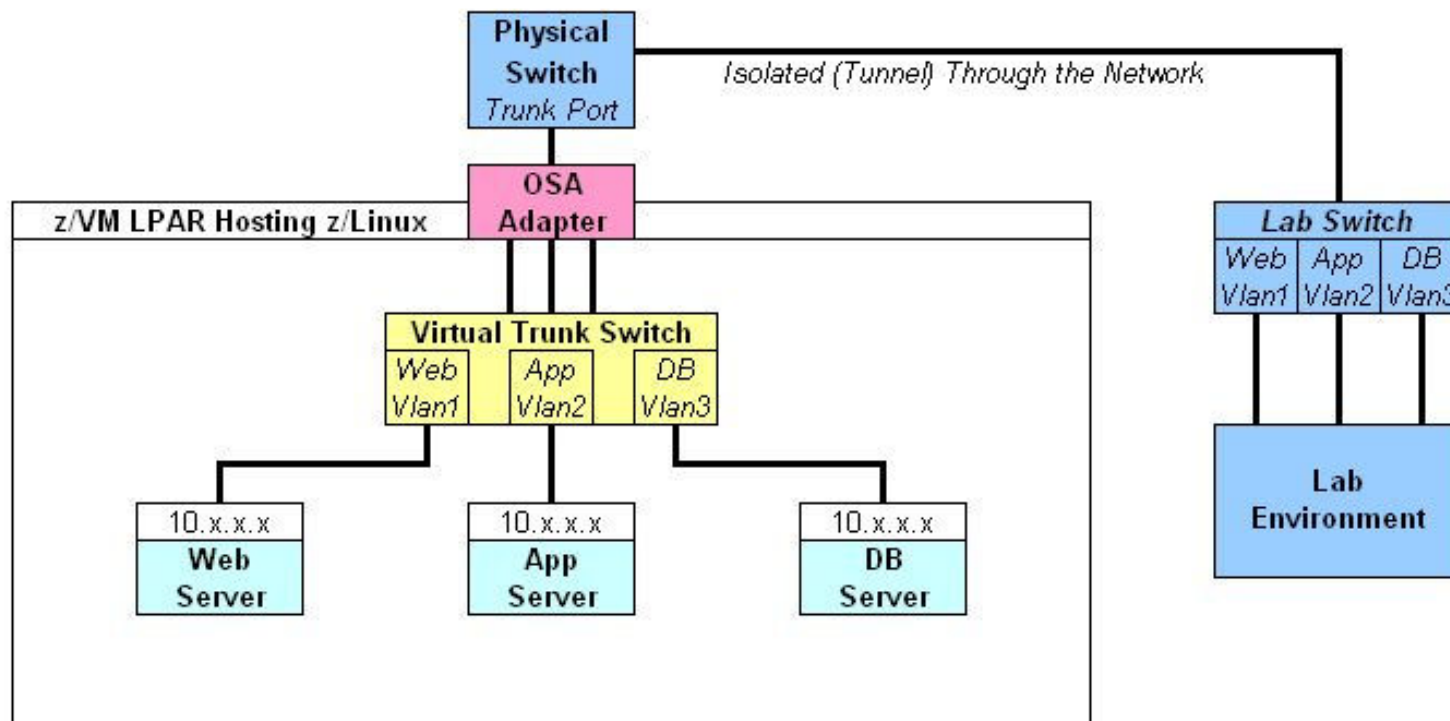 Physical
Switch
Trunk Port
Isolated (Tunnel) Through the Network
OSA
Adapter
z/VM LPAR Hosting z/Linux
Lab Switch
Web
Vlan1
App
Vlan2
DB
Vlan3
Virtual Trunk Switch
Web
Vlan1
App
Vlan2
DB
Vlan3
10.x.x.x
Web
Server
10.x.x.x
App
Server
10.x.x.x
DB
Server
Lab
Environment